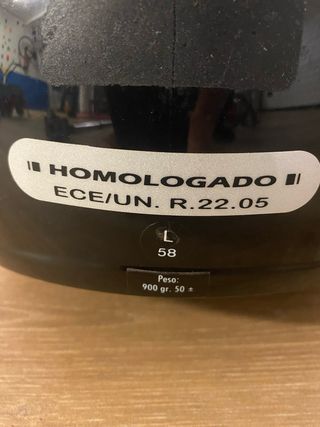 HOMOLOGADO
ECE/UN. R.22.05
L
58
Peso:
900 gr. 50 ±